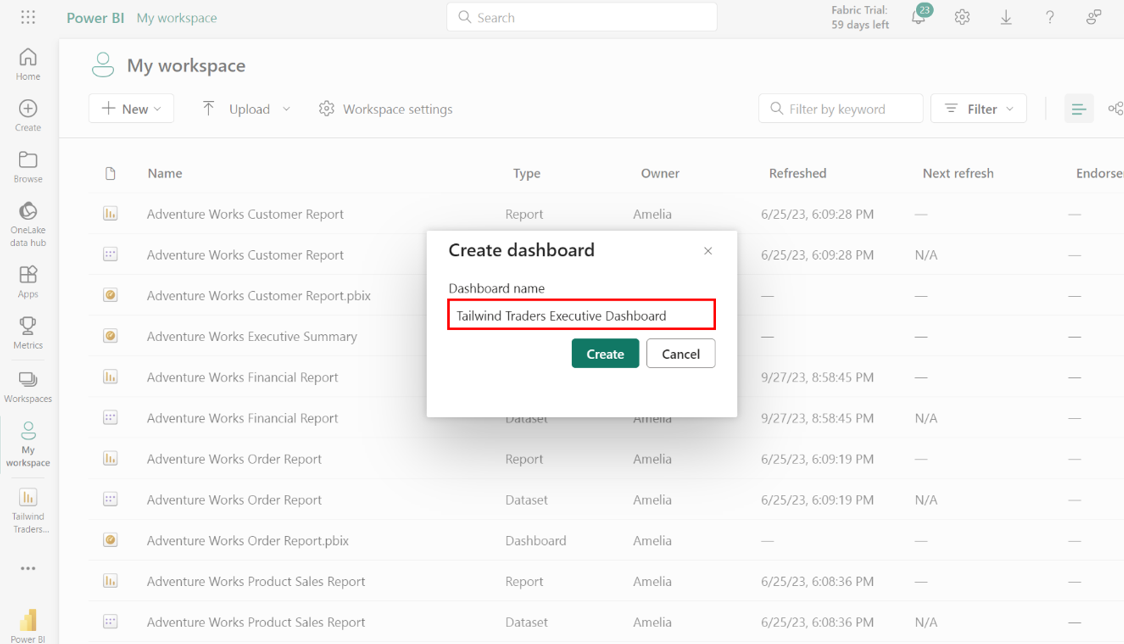 Power BI My workspace
Search
Fabric Trial:
59 days left
23
?
Home
Create
Browse
OneLake
data hub
Apps
Metrics
Workspaces
My
workspace
Tailwind
Traders...
Power BI
My workspace
New
Upload
Workspace settings
Filter by keyword
Filter
Name Type Owner Refreshed Next refresh Endorse
Adventure Works Customer Report Report Amelia 6/25/23, 6:09:28 PM — —
Adventure Works Customer Report 6/25/23, 6:09:28 PM N/A —
Adventure Works Customer Report.pbix — — —
Adventure Works Executive Summary — — —
Adventure Works Financial Report 9/27/23, 8:58:45 PM — —
Adventure Works Financial Report Dataset Amelia 9/27/23, 8:58:45 PM N/A —
Adventure Works Order Report Report Amelia 6/25/23, 6:09:19 PM — —
Adventure Works Order Report Dataset Amelia 6/25/23, 6:09:19 PM N/A —
Adventure Works Order Report.pbix Dashboard Amelia — — —
Adventure Works Product Sales Report Report Amelia 6/25/23, 6:08:36 PM — —
Adventure Works Product Sales Report Dataset Amelia 6/25/23, 6:08:36 PM N/A —
Create dashboard
Dashboard name
Tailwind Traders Executive Dashboard
Create Cancel